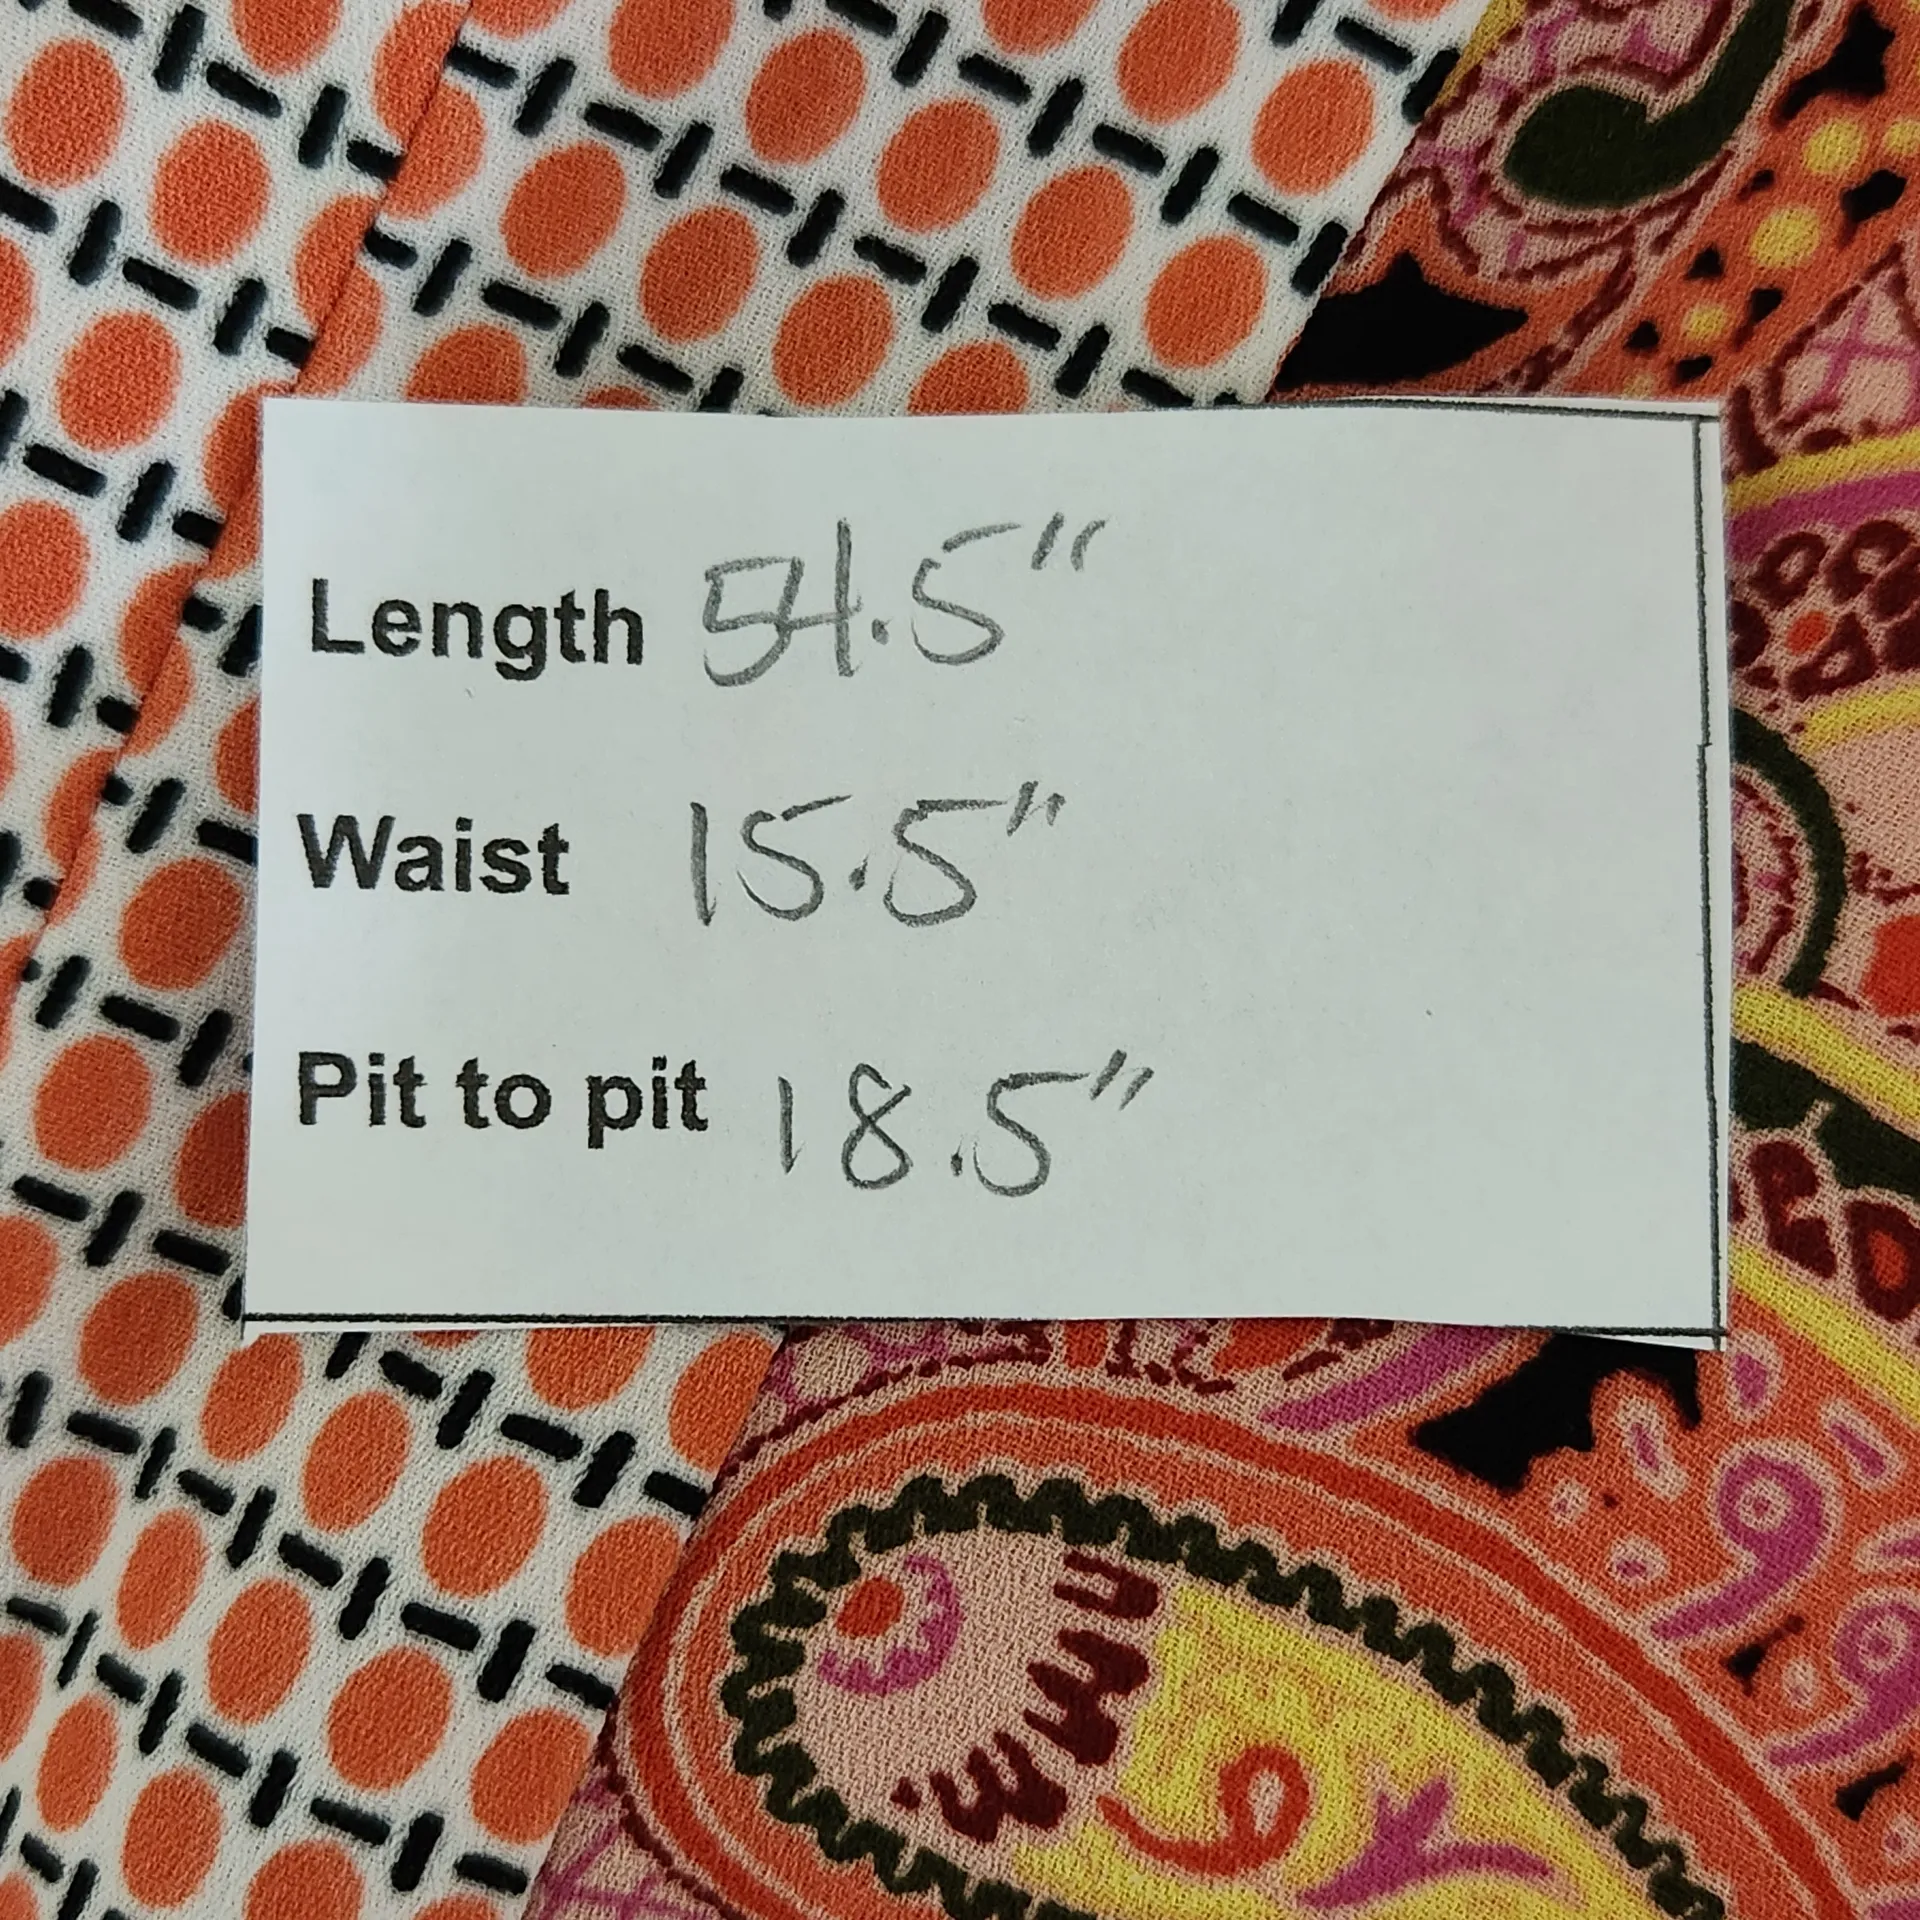 Length 54.5"
Waist 15.5"
Pit to pit 18.5"